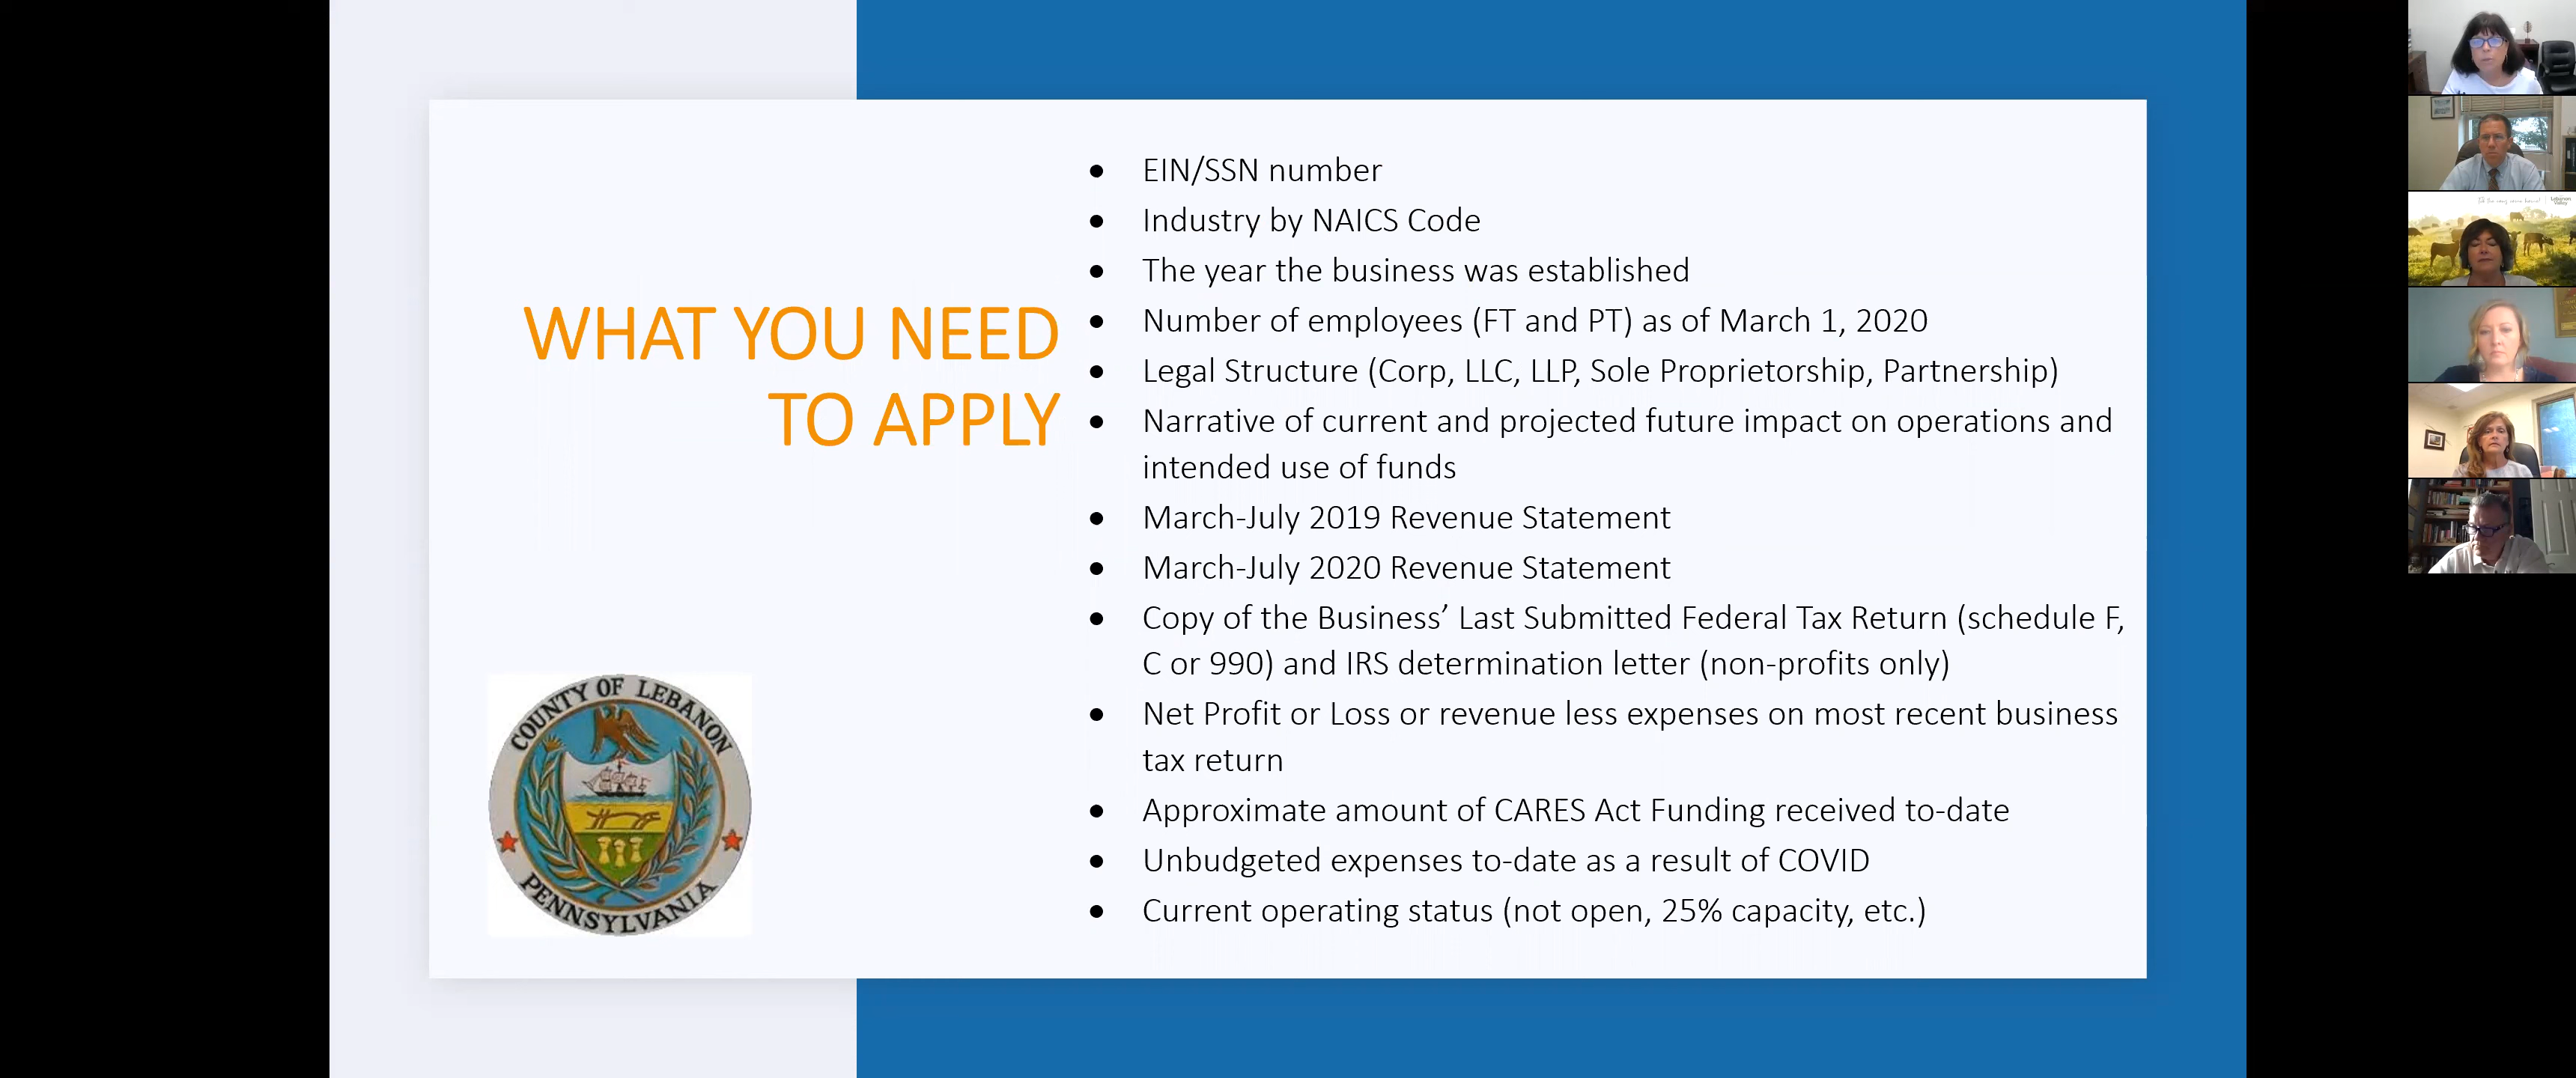 WHAT YOU NEED
TO APPLY
• EIN/SSN number
• Industry by NAICS Code
• The year the business was established
• Number of employees (FT and PT) as of March 1, 2020
• Legal Structure (Corp, LLC, LLP, Sole Proprietorship, Partnership)
• Narrative of current and projected future impact on operations and
intended use of funds
• March-July 2019 Revenue Statement
• March-July 2020 Revenue Statement
• Copy of the Business’ Last Submitted Federal Tax Return (schedule F,
C or 990) and IRS determination letter (non-profits only)
• Net Profit or Loss or revenue less expenses on most recent business
tax return
• Approximate amount of CARES Act Funding received to-date
• Unbudgeted expenses to-date as a result of COVID
• Current operating status (not open, 25% capacity, etc.)
COUNTY OF LEBANON
PENNSYLVANIA
Lebanon
Valley